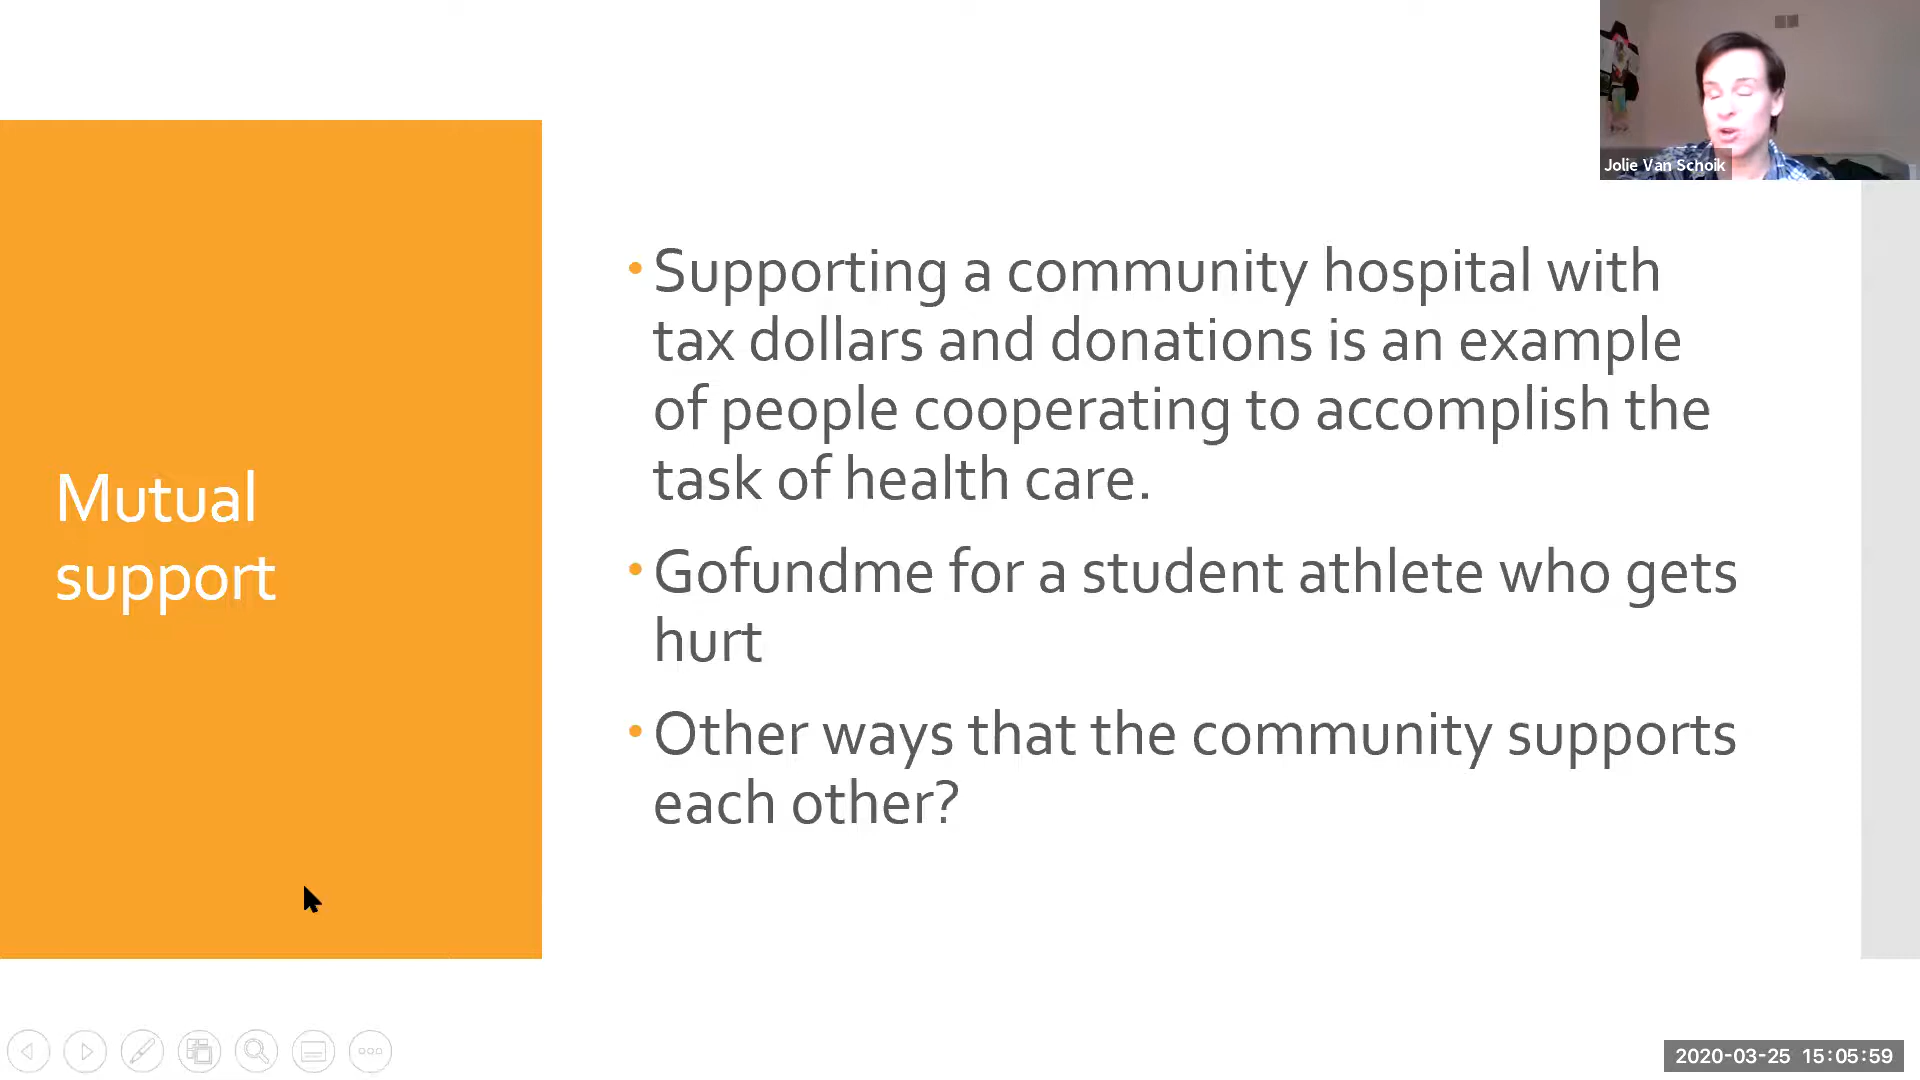 Jolie Van Schoik
Mutual
support
• Supporting a community hospital with
tax dollars and donations is an example
of people cooperating to accomplish the
task of health care.
• Gofundme for a student athlete who gets
hurt
• Other ways that the community supports
each other?
2020-03-25 15:05:59